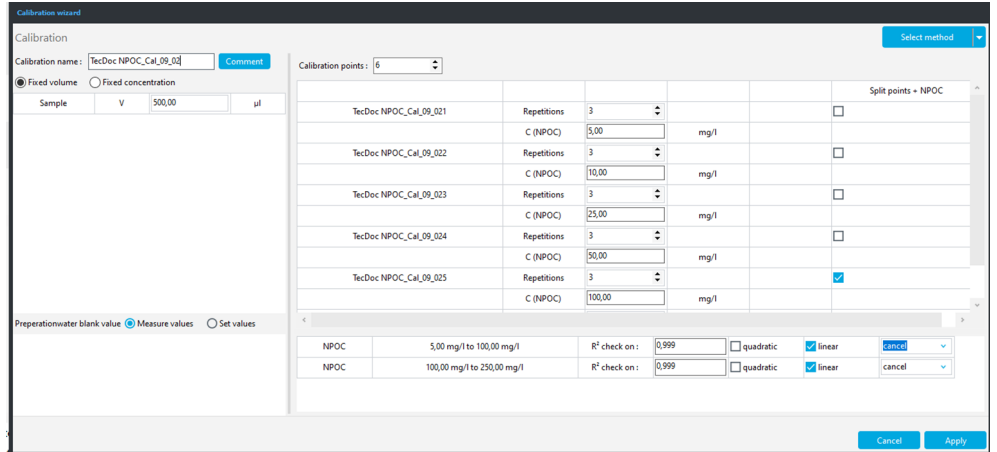 Calibration wizard
Calibration
Select method
Calibration name :
TecDoc NPOC_Cal_09_02
Comment
Calibration points :
6
Fixed volume
Fixed concentration
Sample V 500,00 µl
Split points + NPOC
TecDoc NPOC_Cal_09_021 Repetitions 3
C (NPOC) 5,00 mg/l
TecDoc NPOC_Cal_09_022 Repetitions 3
C (NPOC) 10,00 mg/l
TecDoc NPOC_Cal_09_023 Repetitions 3
C (NPOC) 25,00 mg/l
TecDoc NPOC_Cal_09_024 Repetitions 3
C (NPOC) 50,00 mg/l
TecDoc NPOC_Cal_09_025 Repetitions 3
C (NPOC) 100,00 mg/l
Preperationwater blank value Measure values Set values
NPOC 5,00 mg/l to 100,00 mg/l R² check on : 0,999 quadratic linear cancel
NPOC 100,00 mg/l to 250,00 mg/l R² check on : 0,999 quadratic linear cancel
Cancel Apply